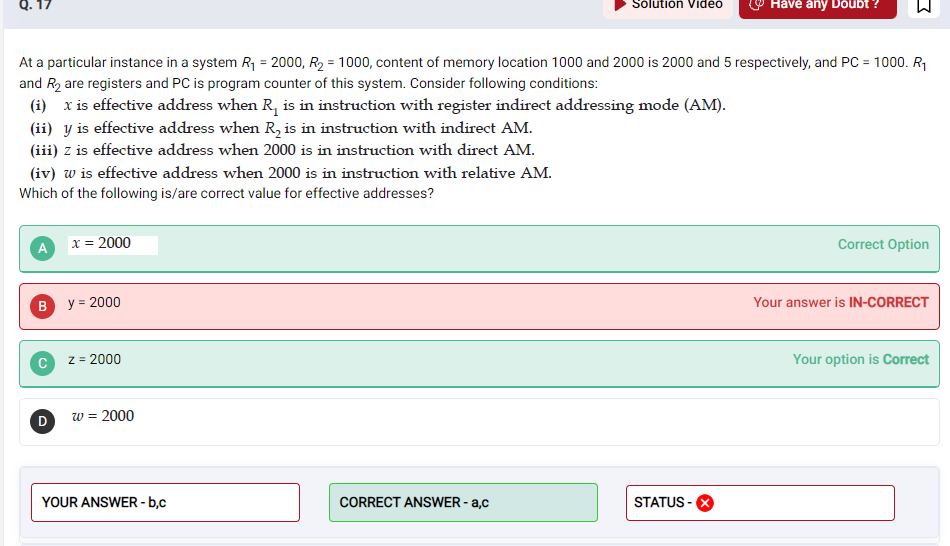 Q. 17
Solution Video
Have any Doubt ?
At a particular instance in a system R₁ = 2000, R₂ = 1000, content of memory location 1000 and 2000 is 2000 and 5 respectively, and PC = 1000. R₁
and R₂ are registers and PC is program counter of this system. Consider following conditions:
(i) x is effective address when R₁ is in instruction with register indirect addressing mode (AM).
(ii) y is effective address when R₂ is in instruction with indirect AM.
(iii) z is effective address when 2000 is in instruction with direct AM.
(iv) w is effective address when 2000 is in instruction with relative AM.
Which of the following is/are correct value for effective addresses?
A x = 2000 Correct Option
B y = 2000 Your answer is IN-CORRECT
C z = 2000 Your option is Correct
D w = 2000
YOUR ANSWER - b,c
CORRECT ANSWER - a,c
STATUS -